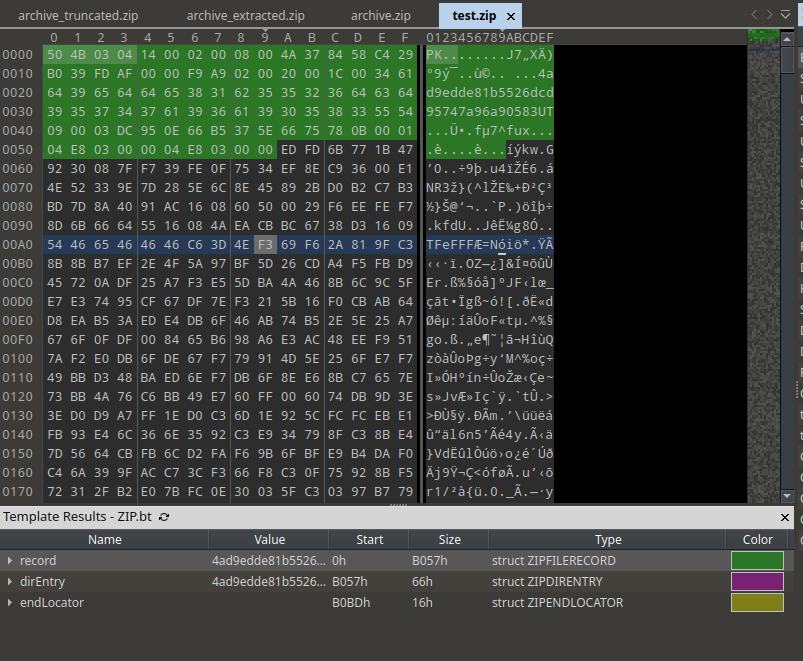 archive_truncated.zip archive_extracted.zip archive.zip test.zip ×
0 1 2 3 4 5 6 7 8 9 A B C D E F 0123456789ABCDEF
0000 50 4B 03 04 14 00 02 00 08 00 4A 37 84 58 C4 29 PK........J7„XÄ)
0010 B0 39 FD AF 00 00 F9 A9 02 00 20 00 1C 00 34 61 °9ý¯..ù©.. ...4a
0020 64 39 65 64 64 65 38 31 62 35 35 32 36 64 63 64 d9edde81b5526dcd
0030 39 35 37 34 37 61 39 36 61 39 30 35 38 33 55 54 95747a96a90583UT
0040 09 00 03 DC 95 0E 66 B5 37 5E 66 75 78 0B 00 01 ...Ü•.fµ7^fux...
0050 04 E8 03 00 00 04 E8 03 00 00 ED FD 6B 77 1B 47 .è....è...íýkw.G
0060 92 30 08 7F F7 39 FE 0F 75 34 EF 8E C9 36 00 E1 ’0..÷9þ.u4ïŽÉ6.á
0070 4E 52 33 9E 7D 28 5E 6C 8E 45 89 2B D0 B2 C7 B3 NR3ž}(^lŽE‰+Ð²Ç³
0080 BD 7D 8A 40 91 AC 16 08 60 50 00 29 F6 EE FE F7 ½}Š@‘¬..`P.)öîþ÷
0090 8D 6B 66 64 55 16 08 4A EA CB BC 67 38 D3 16 09 .kfdU..JêË¼g8Ó..
00A0 54 46 65 46 46 46 C6 3D 4E F3 69 F6 2A 81 9F C3 TFeFFFÆ=Nóiö*.ŸÃ
00B0 8B 8B B7 EF 2E 4F 5A 97 BF 5D 26 CD A4 F5 FB D9 ‹‹·ï.OZ—¿]&Í¤õûÙ
00C0 45 72 0A DF 25 A7 F3 E5 5D BA 4A 46 8B 6C 9C 5F Er.ß%§óå]ºJF‹lœ_
00D0 E7 E3 74 95 CF 67 DF 7E F3 21 5B 16 F0 CB AB 64 çãt•Ïgß~ó![.ðË«d
00E0 D8 EA B5 3A ED E4 DB 6F 46 AB 74 B5 2E 5E 25 A7 Øêµ:íäÛoF«tµ.^%§
00F0 67 6F 0F DF 00 84 65 B6 98 A6 E3 AC 48 EE F9 51 go.ß.„e¶˜¦ã¬HîùQ
0100 7A F2 E0 DB 6F DE 67 F7 79 91 4D 5E 25 6F E7 F7 zòàÛoÞg÷y‘M^%oç÷
0110 49 BB D3 48 BA ED 6E F7 DB 6F 8E E6 8B C7 65 7E I»ÓHºín÷ÛoŽæ‹Çe~
0120 73 BB 4A 76 C6 BB 49 E7 60 FF 00 60 74 DB 9D 3E s»JvÆ»Iç`ÿ.`tÛ.>
0130 3E D0 D9 A7 FF 1E D0 C3 6D 1E 92 5C FC FC EB E1 >ÐÙ§ÿ.ÐÃm.’\üüëá
0140 FB 93 E4 6C 36 6E 35 92 C3 E9 34 79 8F C3 8B E4 û“äl6n5’Ãé4y.Ã‹ä
0150 7D 56 64 CB FB 6C D2 FA F6 9B 6F BF E9 B4 DA F0 }VdËûlÒúö›o¿é´Úð
0160 C4 6A 39 9F AC C7 3C F3 66 F8 C3 0F 75 92 8B F5 Äj9Ÿ¬Ç<óføÃ.u’‹õ
0170 72 31 2F B2 E0 7B FC 0E 30 03 5F C3 03 97 B7 79 r1/²à{ü.0._Ã.—·y
Template Results - ZIP.bt ×
Name Value Start Size Type Color
record 4ad9edde81b5526... 0h B057h struct ZIPFILERECORD
dirEntry 4ad9edde81b5526... B057h 66h struct ZIPDIRENTRY
endLocator B0BDh 16h struct ZIPENDLOCATOR